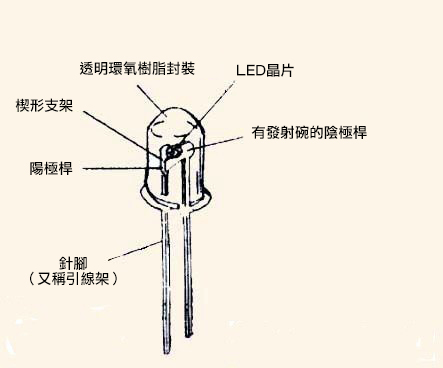 透明環氧樹脂封裝
LED晶片
楔形支架
有發射碗的陰極桿
陽極桿
針腳
（又稱引線架）